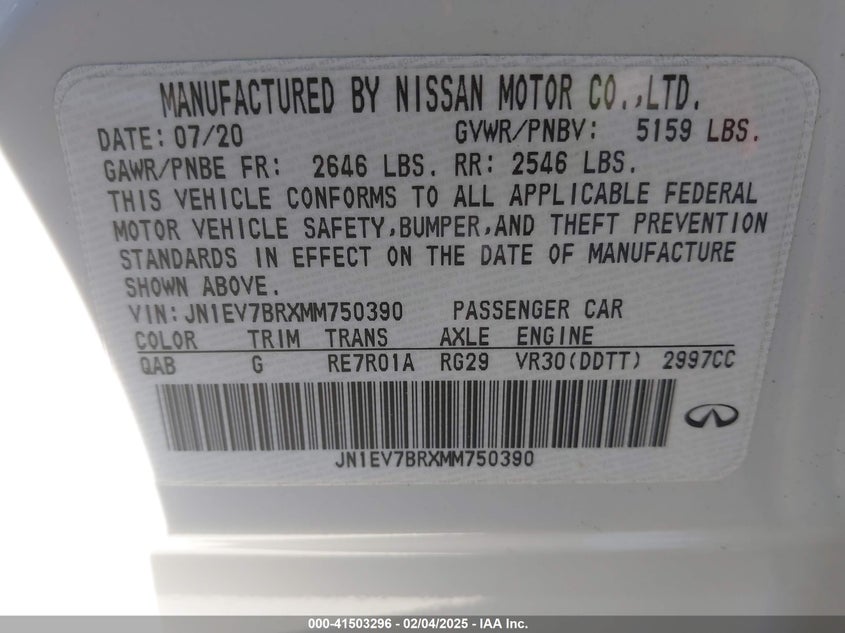 MANUFACTURED BY NISSAN MOTOR CO.,LTD.
DATE: 07/20 GVWR/PNBV: 5159 LBS.
GAWR/PNBE FR: 2646 LBS. RR: 2546 LBS.
THIS VEHICLE CONFORMS TO ALL APPLICABLE FEDERAL
MOTOR VEHICLE SAFETY,BUMPER,AND THEFT PREVENTION
STANDARDS IN EFFECT ON THE DATE OF MANUFACTURE
SHOWN ABOVE.
VIN: JN1EV7BRXMM750390 PASSENGER CAR
COLOR TRIM TRANS AXLE ENGINE
QAB G RE7R01A RG29 VR30(DDTT) 2997CC
JN1EV7BRXMM750390
000-41503296 - 02/04/2025 - IAA Inc.